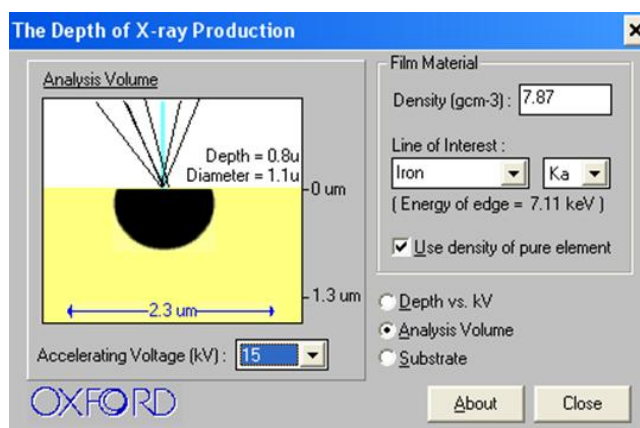 The Depth of X-ray Production
Analysis Volume
Depth = 0.8u
Diameter = 1.1u
0 um
1.3 um
2.3 um
Accelerating Voltage (kV) : 15
OXFORD
Film Material
Density (gcm-3) : 7.87
Line of Interest :
Iron Ka
( Energy of edge = 7.11 keV )
Use density of pure element
Depth vs. kV
Analysis Volume
Substrate
About Close